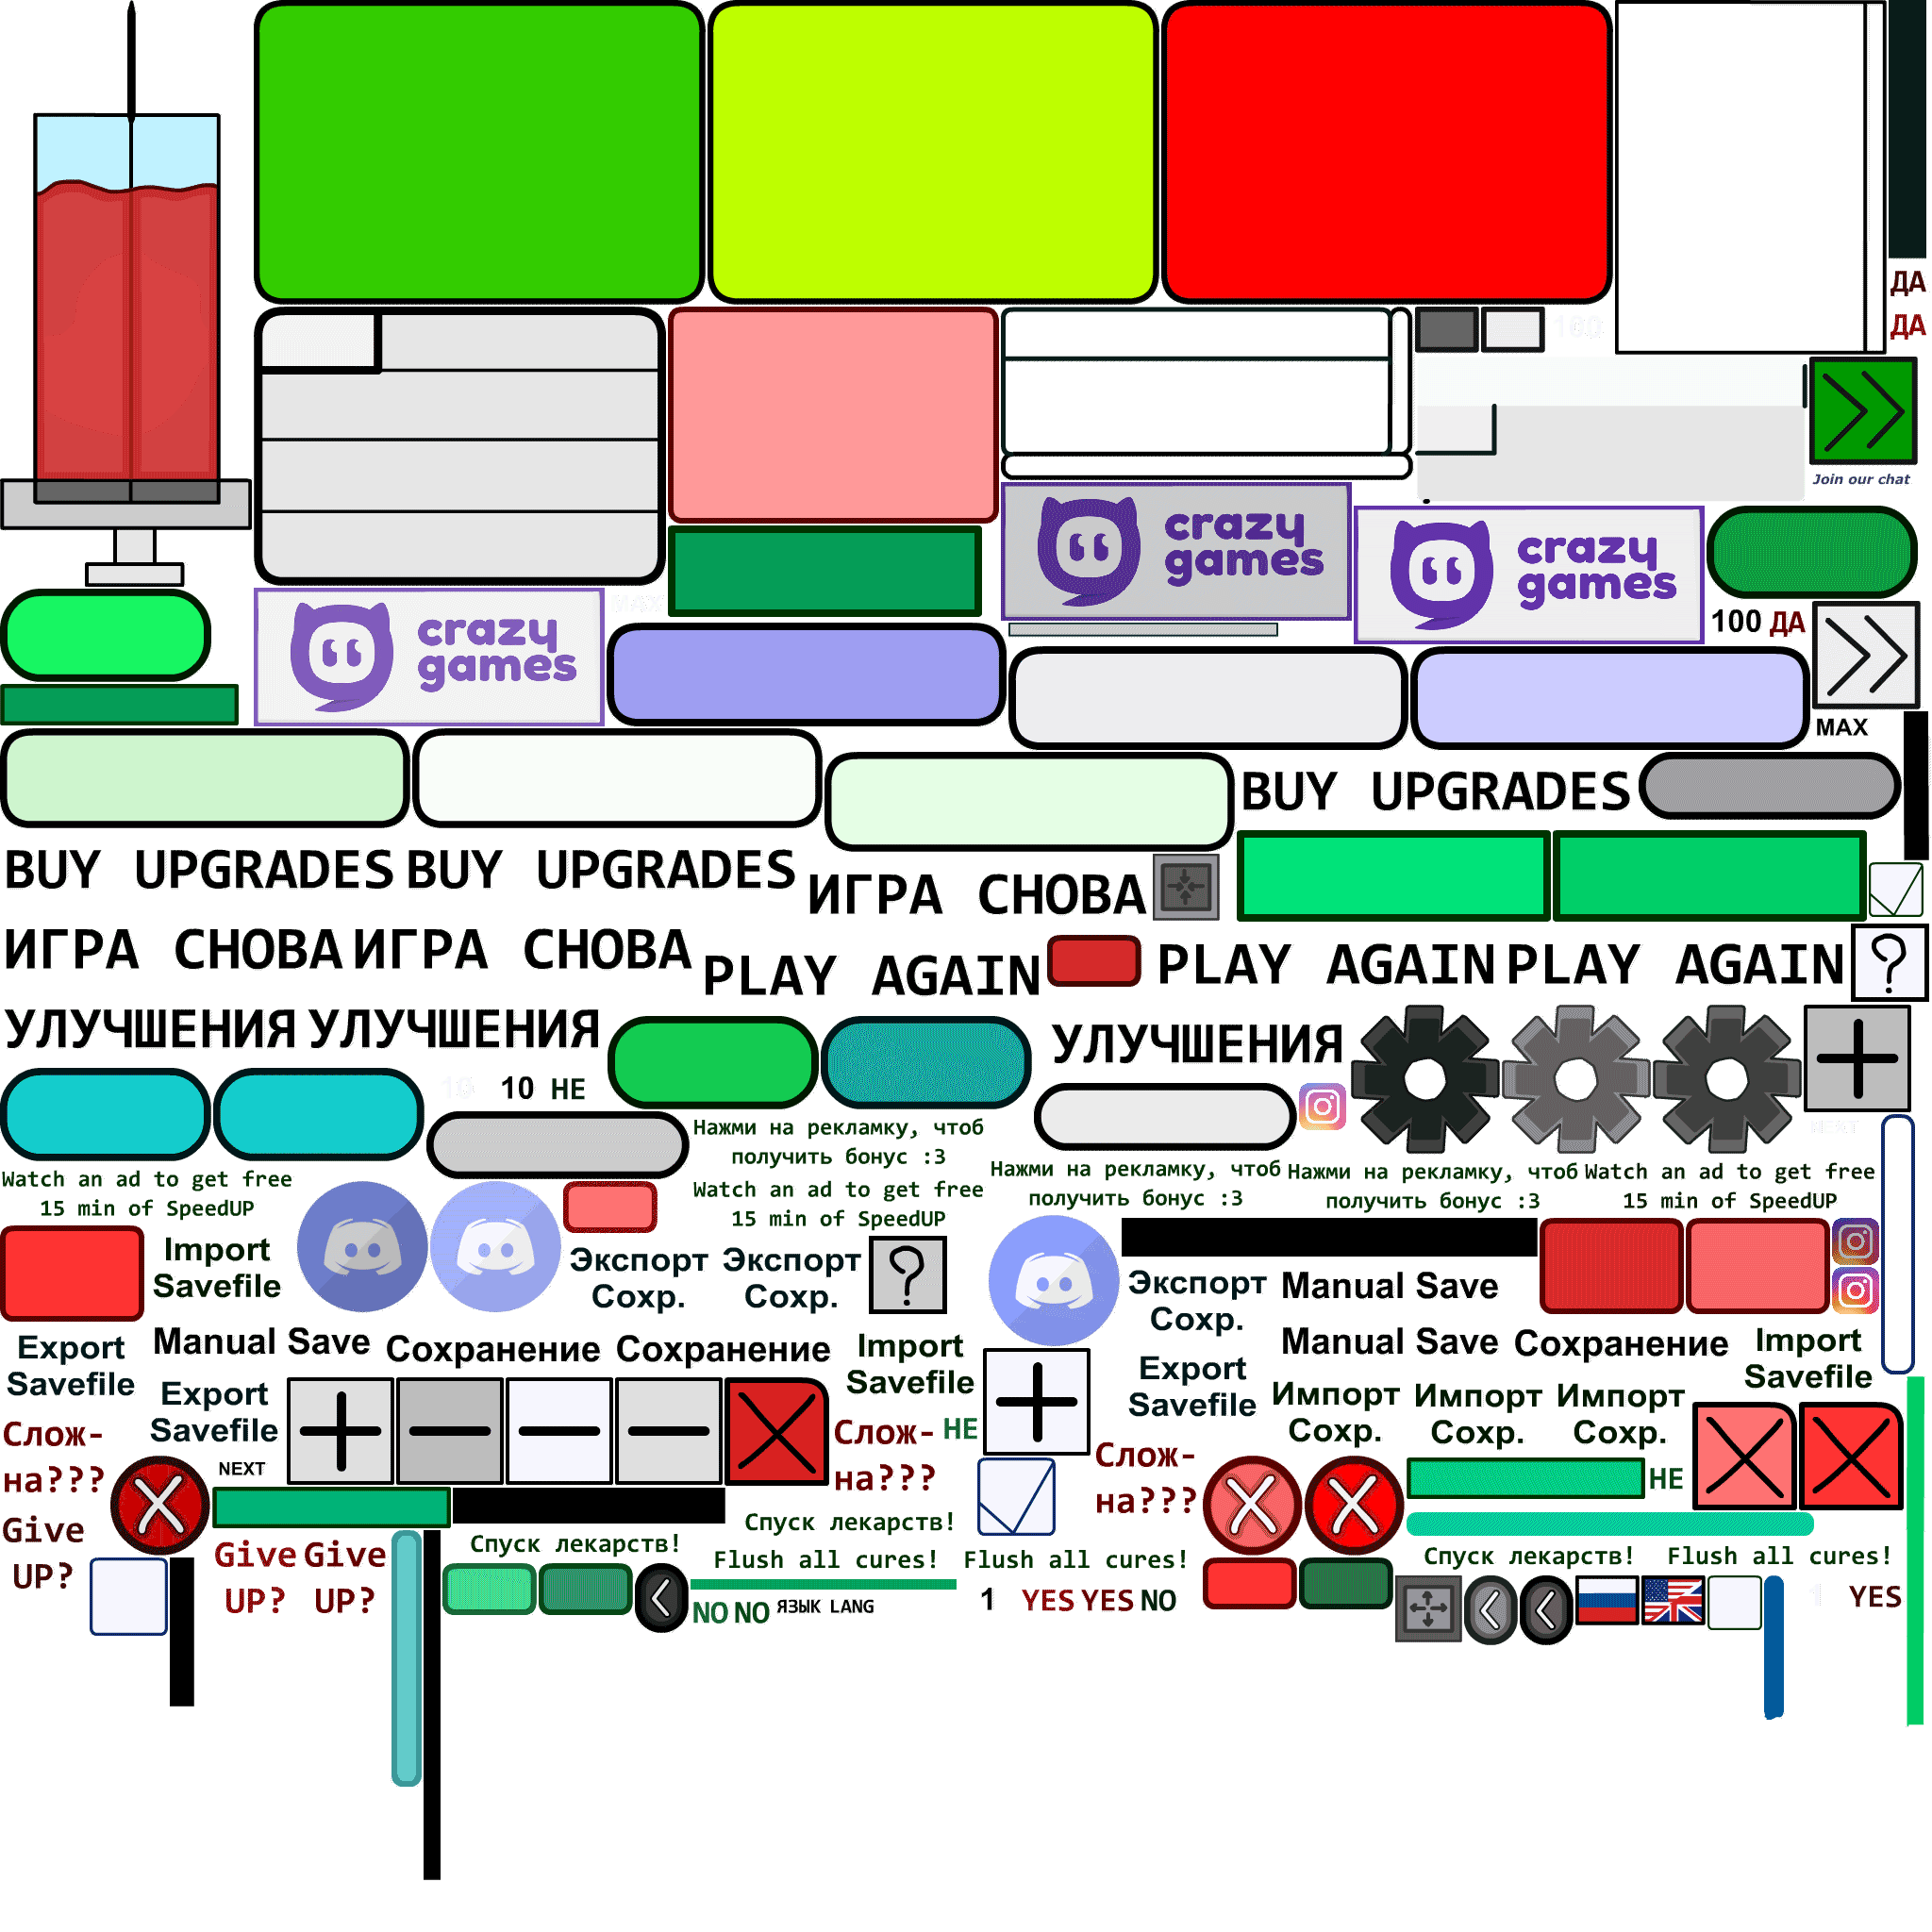 ДА
ДА
Join our chat
crazy
games
crazy
games
100 ДА
crazy
games
MAX
BUY UPGRADES
BUY UPGRADES BUY UPGRADES
ИГРА СНОВА
ИГРА СНОВА ИГРА СНОВА
PLAY AGAIN
PLAY AGAIN PLAY AGAIN
?
УЛУЧШЕНИЯ УЛУЧШЕНИЯ
УЛУЧШЕНИЯ
10 НЕ
Нажми на рекламку, чтоб
получить бонус :3
Watch an ad to get free
15 min of SpeedUP
Watch an ad to get free
15 min of SpeedUP
Нажми на рекламку, чтоб
получить бонус :3
Нажми на рекламку, чтоб
получить бонус :3
Watch an ad to get free
15 min of SpeedUP
Import
Savefile
Экспорт
Сохр.
Экспорт
Сохр.
?
Экспорт
Сохр.
Manual Save
Export
Savefile
Manual Save
Сохранение
Сохранение
Import
Savefile
Manual Save
Сохранение
Import
Savefile
Export
Savefile
Export
Savefile
Импорт
Сохр.
Импорт
Сохр.
Импорт
Сохр.
Слож-
на???
NEXT
Слож-
на???
НЕ
Слож-
на???
НЕ
Give
UP?
Give
UP?
Give
UP?
Спуск лекарств!
Спуск лекарств!
Flush all cures!
Flush all cures!
Спуск лекарств!
Flush all cures!
NO NO
ЯЗЫК LANG
1
YES YES NO
YES